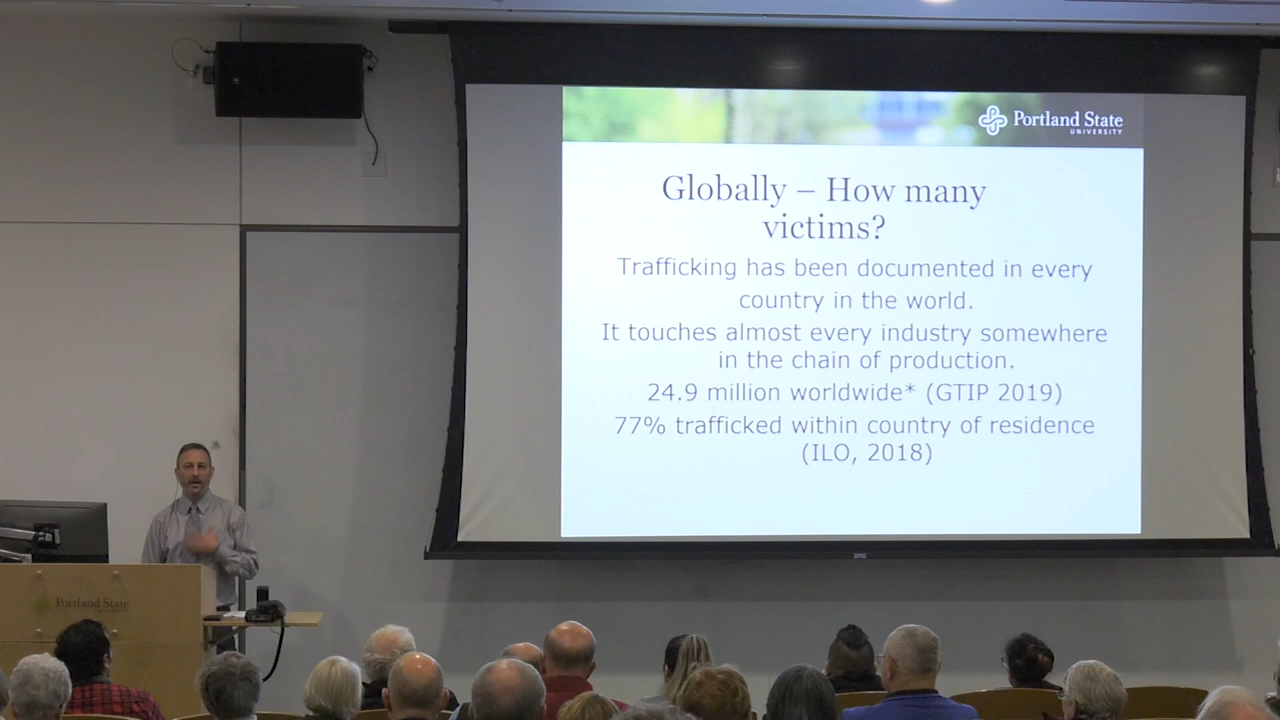 Portland State
UNIVERSITY
Globally – How many
victims?
Trafficking has been documented in every
country in the world.
It touches almost every industry somewhere
in the chain of production.
24.9 million worldwide* (GTIP 2019)
77% trafficked within country of residence
(ILO, 2018)
Portland State
UNIVERSITY